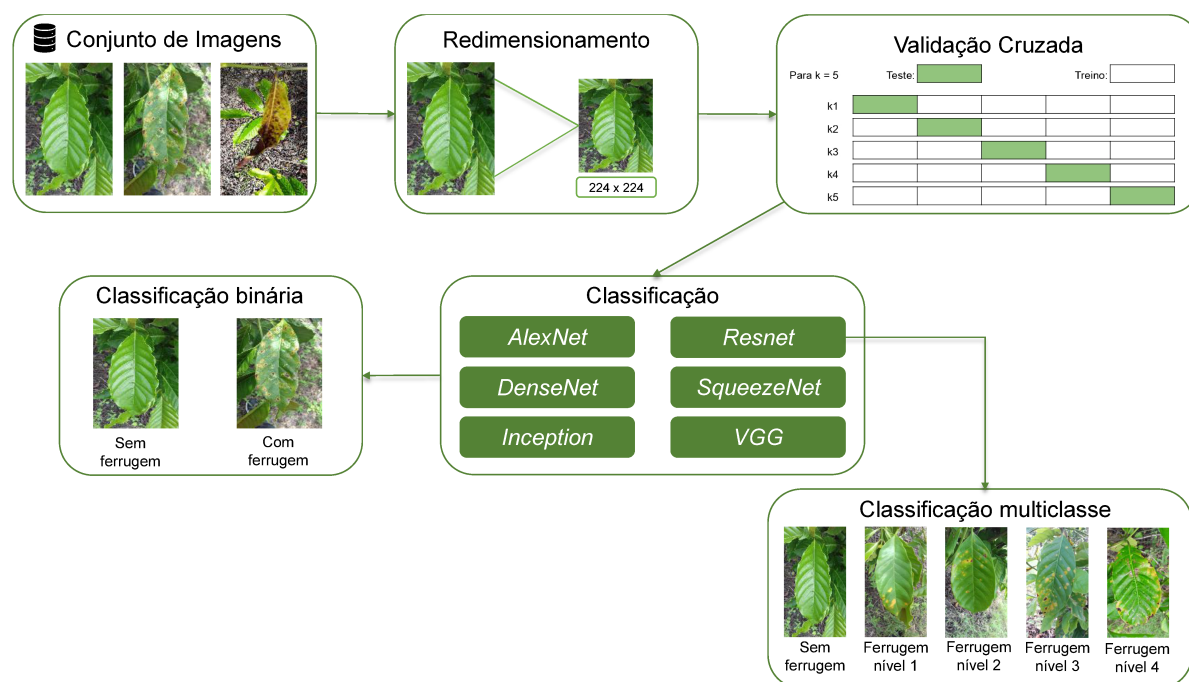 Conjunto de Imagens
Redimensionamento
224 x 224
Validação Cruzada
Para k = 5
Teste:
Treino:
k1
k2
k3
k4
k5
Classificação binária
Sem
ferrugem
Com
ferrugem
Classificação
AlexNet
Resnet
DenseNet
SqueezeNet
Inception
VGG
Classificação multiclasse
Sem
ferrugem
Ferrugem
nível 1
Ferrugem
nível 2
Ferrugem
nível 3
Ferrugem
nível 4